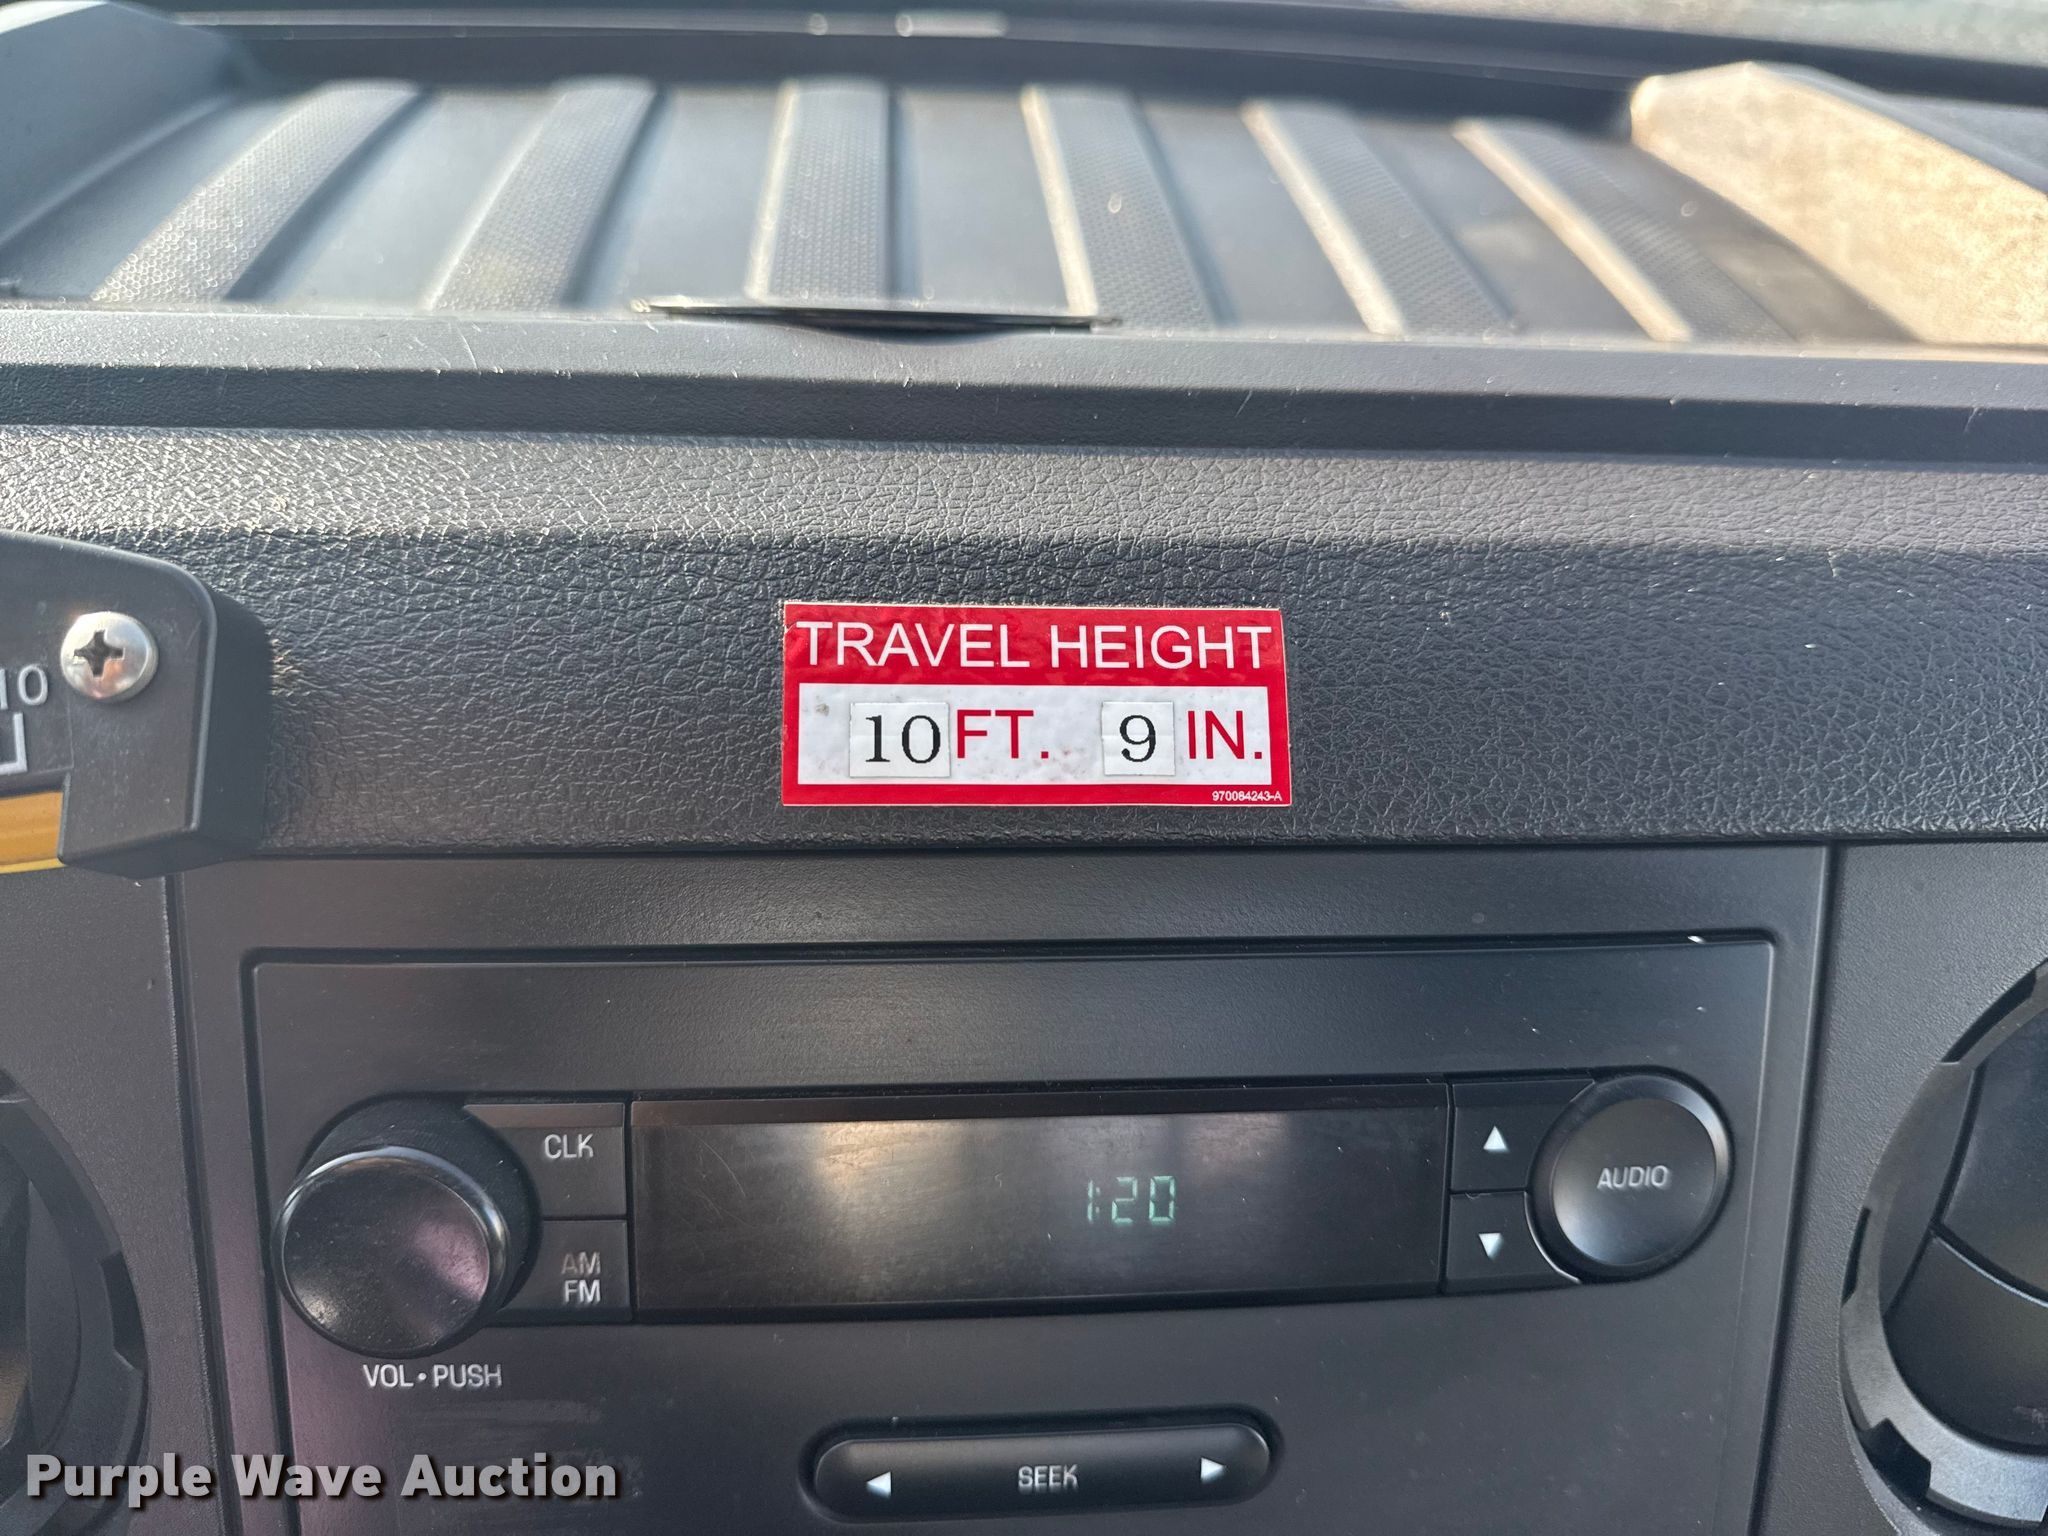 TRAVEL HEIGHT
10 FT. 9 IN.
970084243-A
10
CLK
1:20
AUDIO
AM
FM
VOL • PUSH
SEEK
Purple Wave Auction